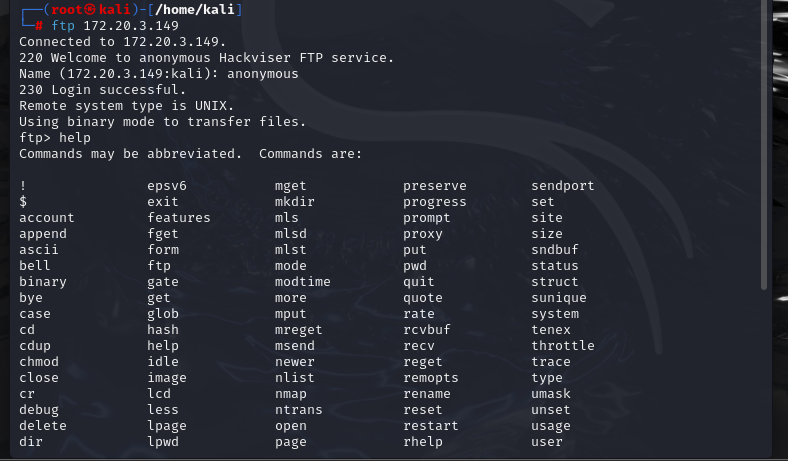 ┌──(root㉿kali)-[/home/kali]
└─# ftp 172.20.3.149
Connected to 172.20.3.149.
220 Welcome to anonymous Hackviser FTP service.
Name (172.20.3.149:kali): anonymous
230 Login successful.
Remote system type is UNIX.
Using binary mode to transfer files.
ftp> help
Commands may be abbreviated.  Commands are:

!               epsv6           mget            preserve        sendport
$               exit            mkdir           progress        set
account         features        mls             prompt          site
append          fget            mlsd            proxy           size
ascii           form            mlst            put             sndbuf
bell            ftp             mode            pwd             status
binary          gate            modtime         quit            struct
bye             get             more            quote           sunique
case            glob            mput            rate            system
cd              hash            mreget          rcvbuf          tenex
cdup            help            msend           recv            throttle
chmod           idle            newer           reget           trace
close           image           nlist           remopts         type
cr              lcd             nmap            rename          umask
debug           less            ntrans          reset           unset
delete          lpage           open            restart         usage
dir             lpwd            page            rhelp           user